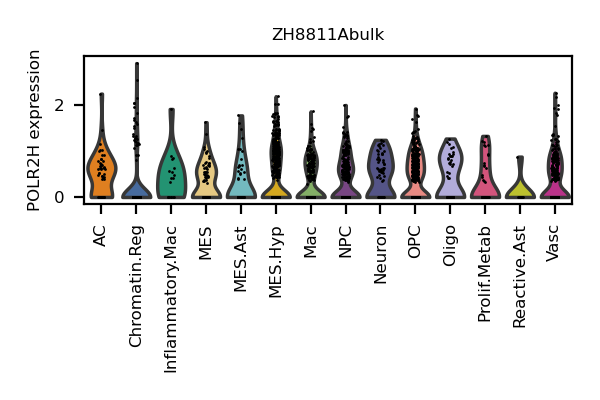 ZH8811Abulk
POLR2H expression
2
0
AC
Chromatin.Reg
Inflammatory.Mac
MES
MES.Ast
MES.Hyp
Mac
NPC
Neuron
OPC
Oligo
Prolif.Metab
Reactive.Ast
Vasc